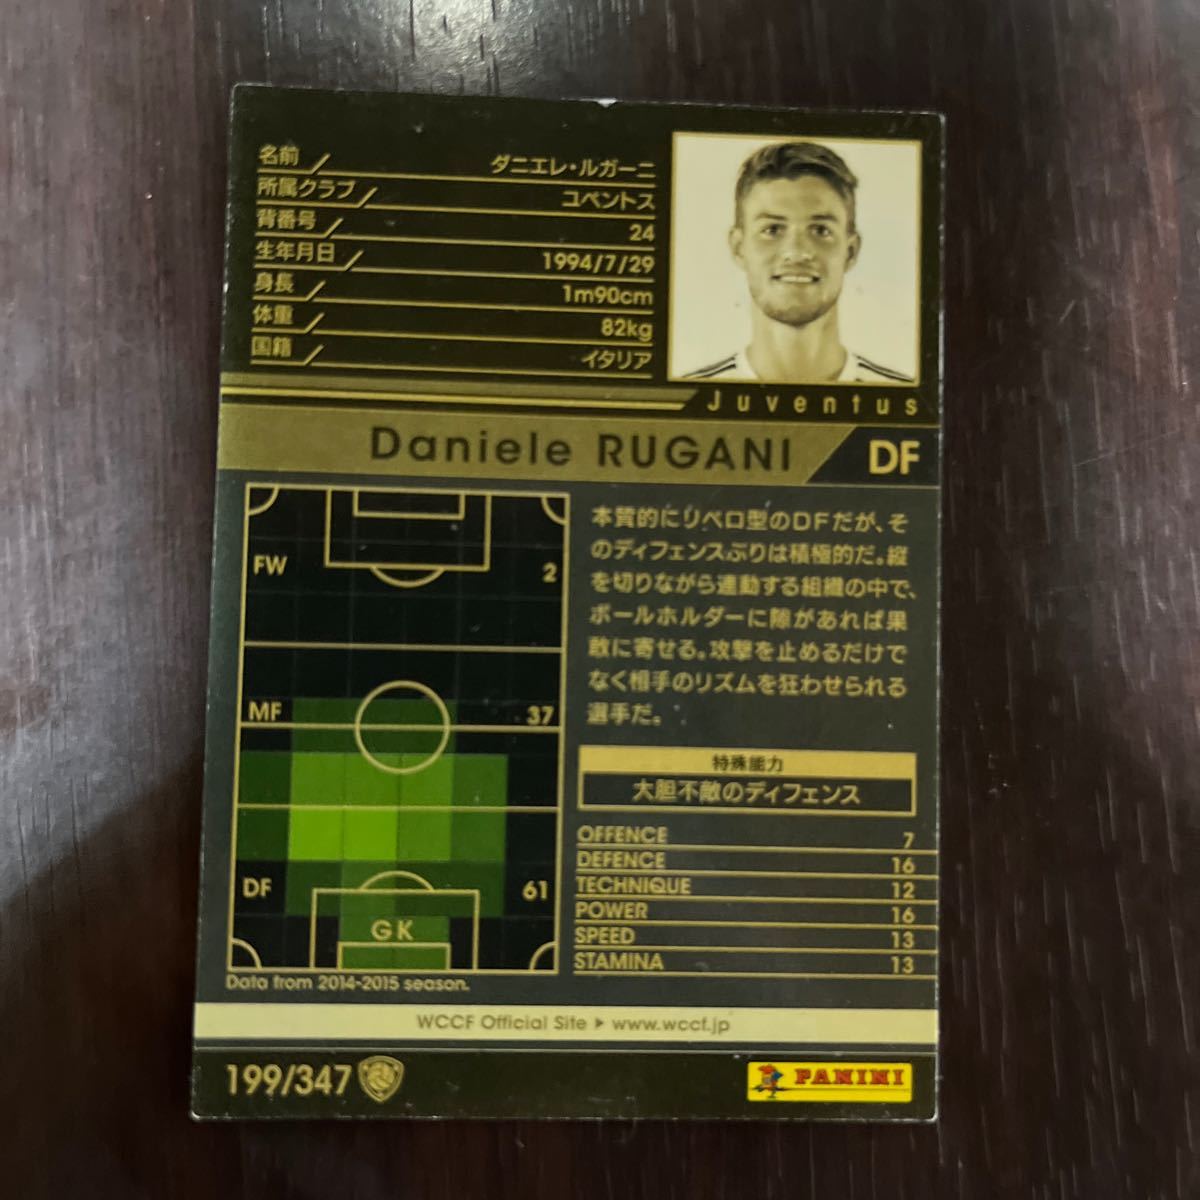 名前 ダニエレ・ルガーニ
所属クラブ ユベントス
背番号 24
生年月日 1994/7/29
身長 1m90cm
体重 82kg
国籍 イタリア
Juventus
Daniele RUGANI DF
FW 2
MF 37
DF 61
GK
Data from 2014-2015 season.
本質的にリベロ型のDFだが、そ
のディフェンスぶりは積極的だ。縦
を切りながら連動する組織の中で、
ボールホルダーに隙があれば果
敢に寄せる。攻撃を止めるだけで
なく相手のリズムを狂わせられる
選手だ。
特殊能力
大胆不敵のディフェンス
OFFENCE 7
DEFENCE 16
TECHNIQUE 12
POWER 16
SPEED 13
STAMINA 13
WCCF Official Site ▶ www.wccf.jp
199/347
PANINI